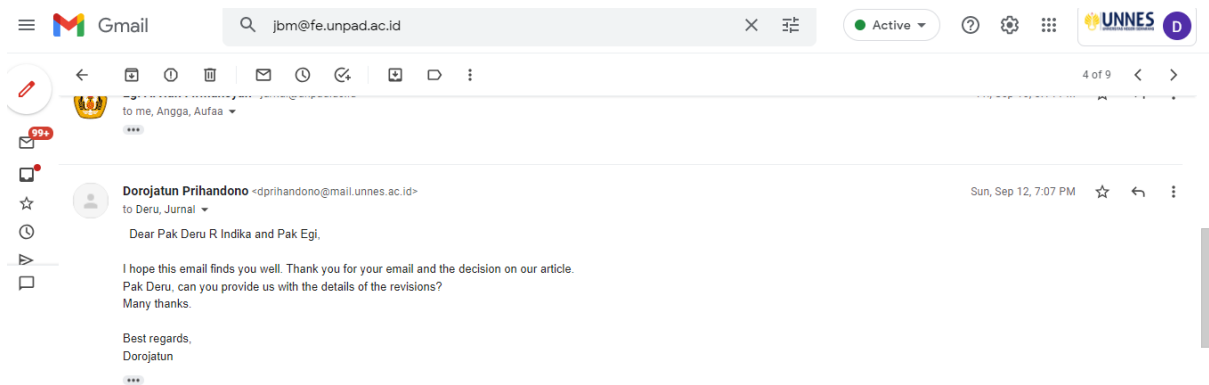 Gmail
jbm@fe.unpad.ac.id
Active
UNNES
D
4 of 9
to me, Angga, Aufaa
99+
Dorojatun Prihandono <dprihandono@mail.unnes.ac.id>
Sun, Sep 12, 7:07 PM
to Deru, Jurnal
Dear Pak Deru R Indika and Pak Egi,
I hope this email finds you well. Thank you for your email and the decision on our article.
Pak Deru, can you provide us with the details of the revisions?
Many thanks.
Best regards,
Dorojatun